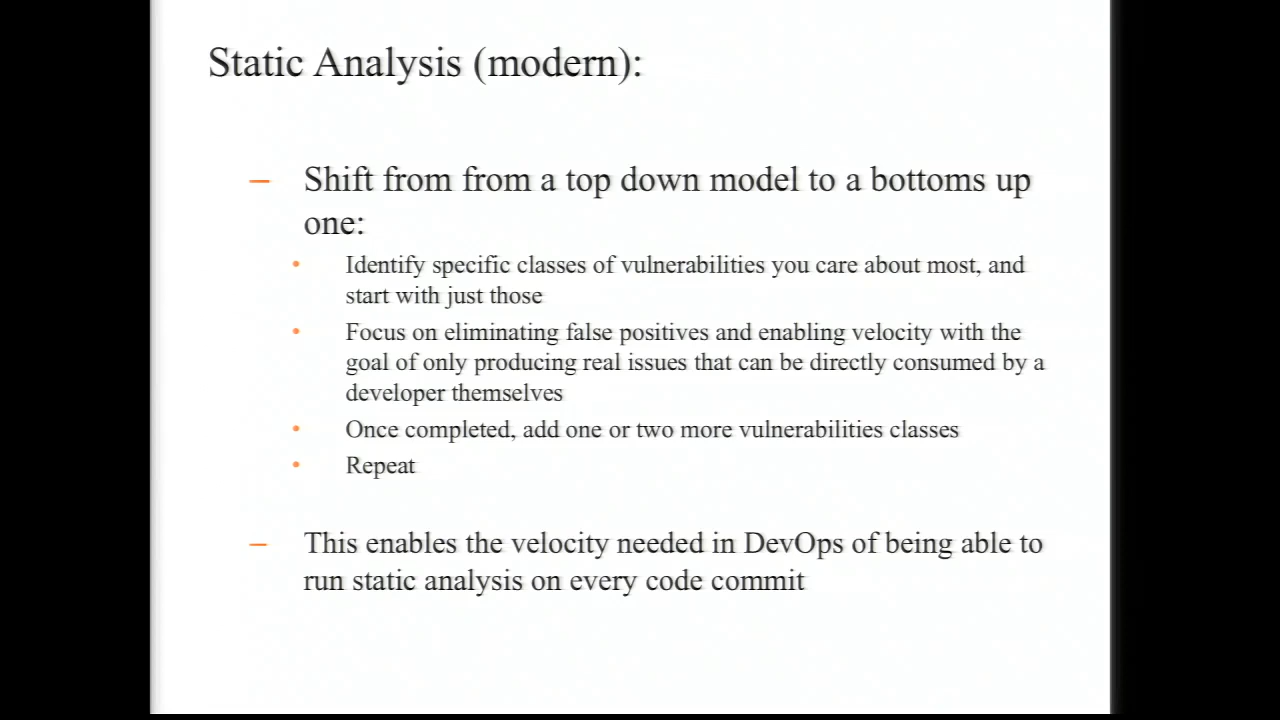 Static Analysis (modern):
– Shift from from a top down model to a bottoms up
one:
• Identify specific classes of vulnerabilities you care about most, and
start with just those
• Focus on eliminating false positives and enabling velocity with the
goal of only producing real issues that can be directly consumed by a
developer themselves
• Once completed, add one or two more vulnerabilities classes
• Repeat
– This enables the velocity needed in DevOps of being able to
run static analysis on every code commit